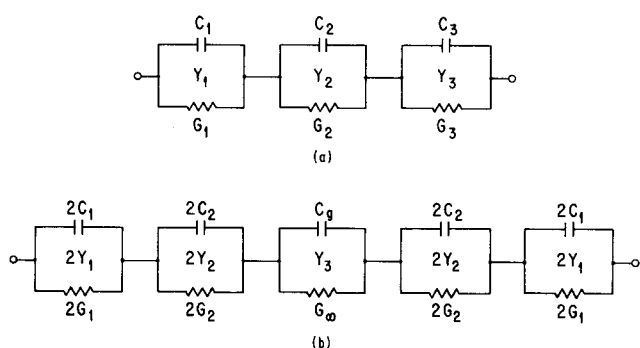 C₁ C₂ C₃
Y₁ Y₂ Y₃
G₁ G₂ G₃
(a)
2C₁ 2C₂ Cg 2C₂ 2C₁
2Y₁ 2Y₂ Y₃ 2Y₂ 2Y₁
2G₁ 2G₂ G∞ 2G₂ 2G₁
(b)